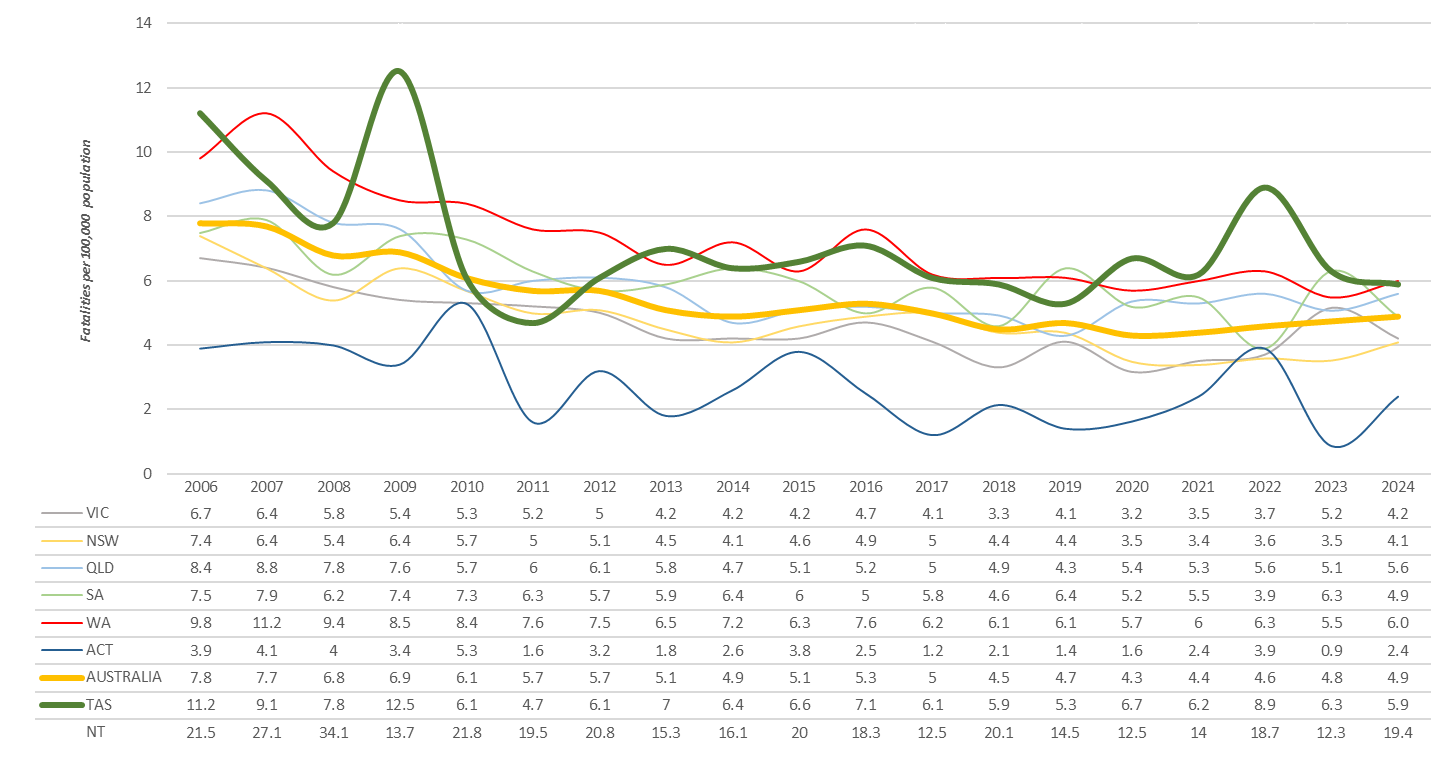 14
12
10
8
6
4
2
0
Fatalities per 100,000 population
2006 2007 2008 2009 2010 2011 2012 2013 2014 2015 2016 2017 2018 2019 2020 2021 2022 2023 2024
VIC 6.7 6.4 5.8 5.4 5.3 5.2 5 4.2 4.2 4.2 4.7 4.1 3.3 4.1 3.2 3.5 3.7 5.2 4.2
NSW 7.4 6.4 5.4 6.4 5.7 5 5.1 4.5 4.1 4.6 4.9 5 4.4 4.4 3.5 3.4 3.6 3.5 4.1
QLD 8.4 8.8 7.8 7.6 5.7 6 6.1 5.8 4.7 5.1 5.2 5 4.9 4.3 5.4 5.3 5.6 5.1 5.6
SA 7.5 7.9 6.2 7.4 7.3 6.3 5.7 5.9 6.4 6 5 5.8 4.6 6.4 5.2 5.5 3.9 6.3 4.9
WA 9.8 11.2 9.4 8.5 8.4 7.6 7.5 6.5 7.2 6.3 7.6 6.2 6.1 6.1 5.7 6 6.3 5.5 6.0
ACT 3.9 4.1 4 3.4 5.3 1.6 3.2 1.8 2.6 3.8 2.5 1.2 2.1 1.4 1.6 2.4 3.9 0.9 2.4
AUSTRALIA 7.8 7.7 6.8 6.9 6.1 5.7 5.7 5.1 4.9 5.1 5.3 5 4.5 4.7 4.3 4.4 4.6 4.8 4.9
TAS 11.2 9.1 7.8 12.5 6.1 4.7 6.1 7 6.4 6.6 7.1 6.1 5.9 5.3 6.7 6.2 8.9 6.3 5.9
NT 21.5 27.1 34.1 13.7 21.8 19.5 20.8 15.3 16.1 20 18.3 12.5 20.1 14.5 12.5 14 18.7 12.3 19.4